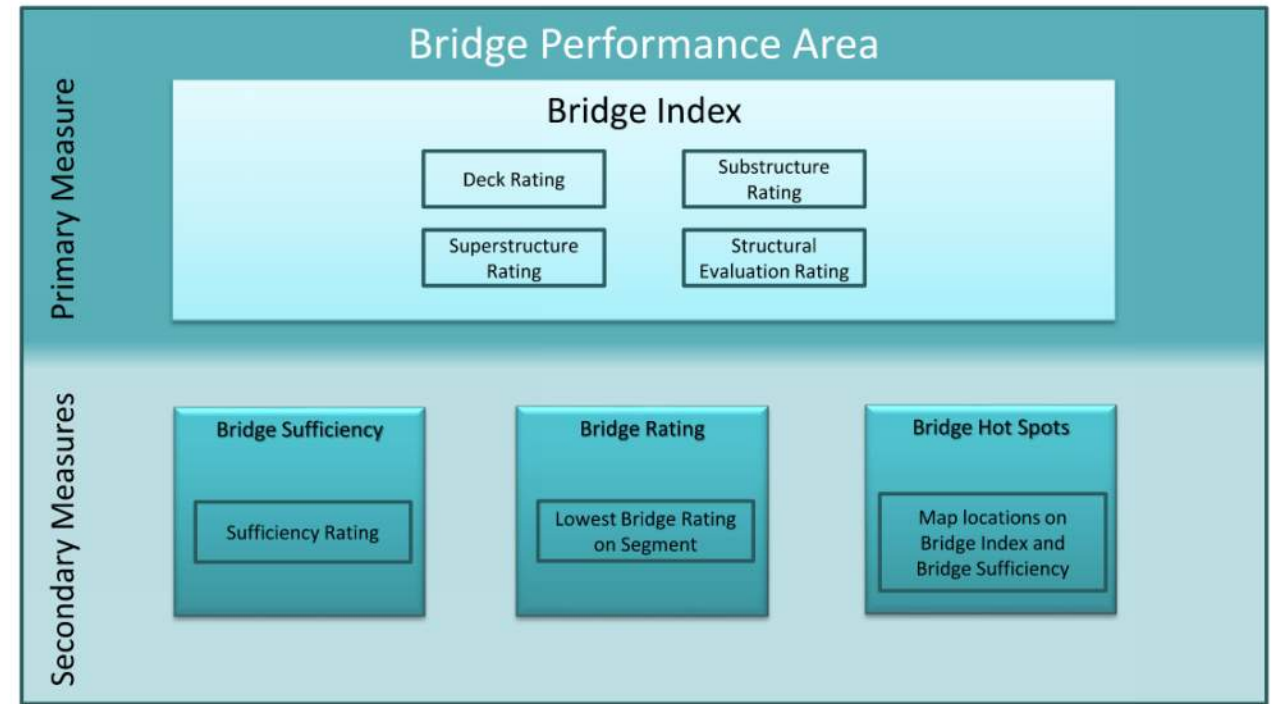 Bridge Performance Area
Primary Measure
Bridge Index
Deck Rating
Substructure
Rating
Superstructure
Rating
Structural
Evaluation Rating
Secondary Measures
Bridge Sufficiency
Sufficiency Rating
Bridge Rating
Lowest Bridge Rating
on Segment
Bridge Hot Spots
Map locations on
Bridge Index and
Bridge Sufficiency